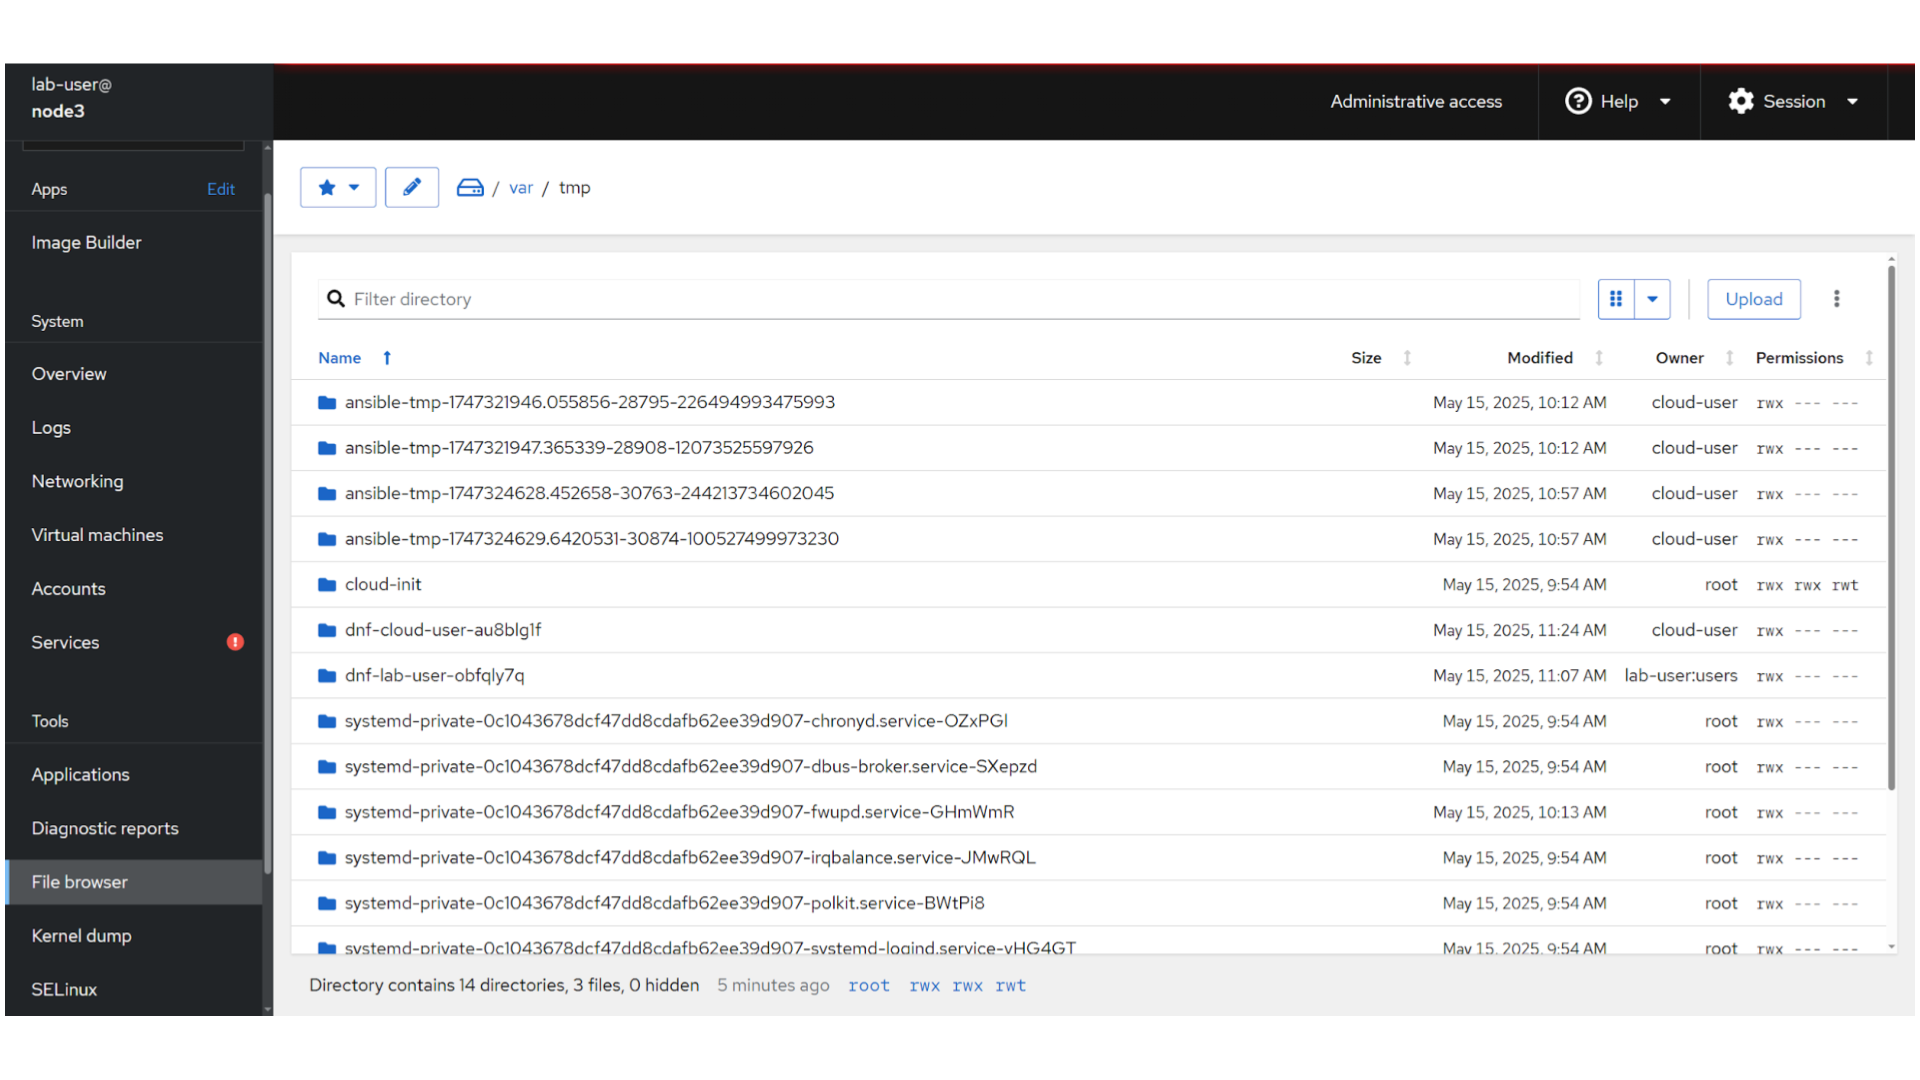 lab-user@
node3
Administrative access
Help
Session
Apps
Edit
Image Builder
System
Overview
Logs
Networking
Virtual machines
Accounts
Services
Tools
Applications
Diagnostic reports
File browser
Kernel dump
SELinux
/ var / tmp
Filter directory
Upload
Name Size Modified Owner Permissions
ansible-tmp-1747321946.055856-28795-226494993475993 May 15, 2025, 10:12 AM cloud-user rwx --- ---
ansible-tmp-1747321947.365339-28908-12073525597926 May 15, 2025, 10:12 AM cloud-user rwx --- ---
ansible-tmp-1747324628.452658-30763-244213734602045 May 15, 2025, 10:57 AM cloud-user rwx --- ---
ansible-tmp-1747324629.6420531-30874-100527499973230 May 15, 2025, 10:57 AM cloud-user rwx --- ---
cloud-init May 15, 2025, 9:54 AM root rwx rwx rwt
dnf-cloud-user-au8blg1f May 15, 2025, 11:24 AM cloud-user rwx --- ---
dnf-lab-user-obfqly7q May 15, 2025, 11:07 AM lab-user:users rwx --- ---
systemd-private-0c1043678dcf47dd8cdafb62ee39d907-chronyd.service-OZxPGl May 15, 2025, 9:54 AM root rwx --- ---
systemd-private-0c1043678dcf47dd8cdafb62ee39d907-dbus-broker.service-SXepzd May 15, 2025, 9:54 AM root rwx --- ---
systemd-private-0c1043678dcf47dd8cdafb62ee39d907-fwupd.service-GHmWmR May 15, 2025, 10:13 AM root rwx --- ---
systemd-private-0c1043678dcf47dd8cdafb62ee39d907-irqbalance.service-JMwRQL May 15, 2025, 9:54 AM root rwx --- ---
systemd-private-0c1043678dcf47dd8cdafb62ee39d907-polkit.service-BWtPi8 May 15, 2025, 9:54 AM root rwx --- ---
systemd-private-0c1043678dcf47dd8cdafb62ee39d907-systemd-logind.service-vHG4GT May 15, 2025, 9:54 AM root rwx --- ---
Directory contains 14 directories, 3 files, 0 hidden 5 minutes ago root rwx rwx rwt